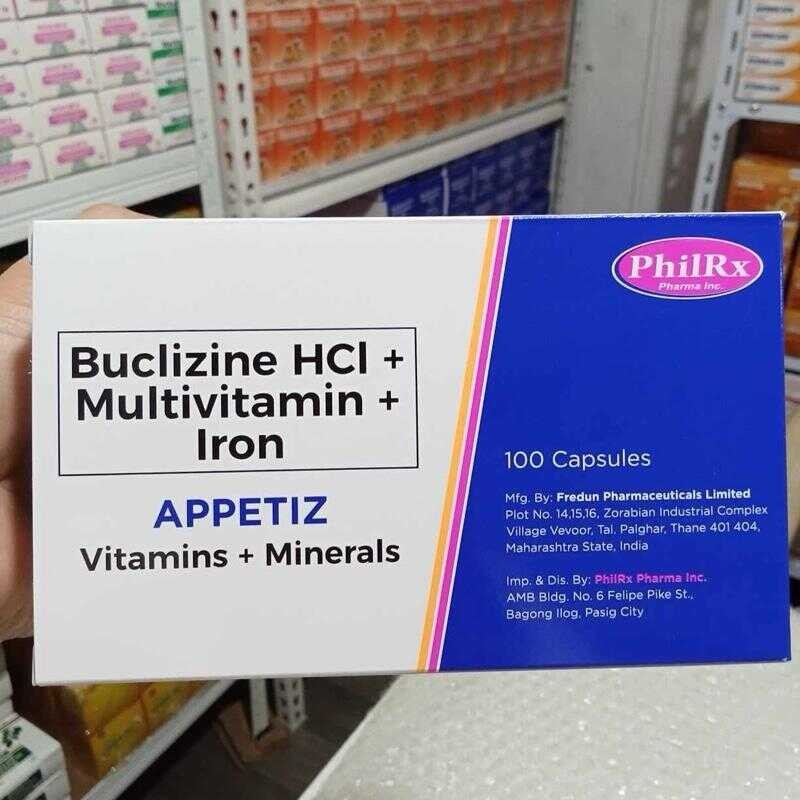 PhilRx
Pharma Inc.
Buclizine HCl +
Multivitamin +
Iron
APPETIZ
Vitamins + Minerals
100 Capsules
Mfg. By: Fredun Pharmaceuticals Limited
Plot No. 14,15,16, Zorabian Industrial Complex
Village Vevoor, Tal. Palghar, Thane 401 404,
Maharashtra State, India
Imp. & Dis. By: PhilRx Pharma Inc.
AMB Bldg. No. 6 Felipe Pike St.,
Bagong Ilog, Pasig City